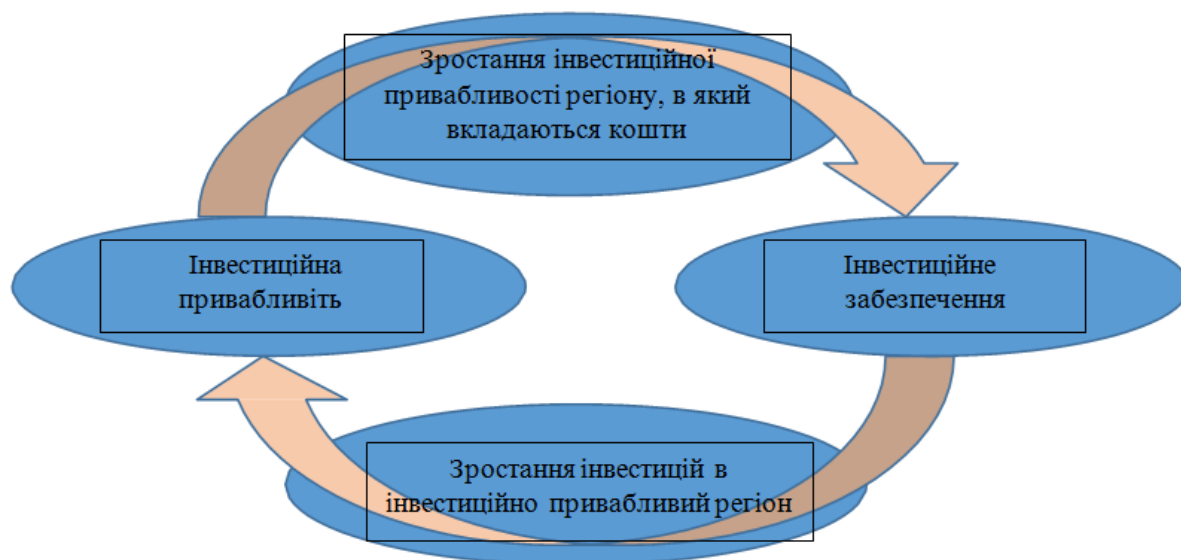 Зростання інвестиційної
привабливості регіону, в який
вкладаються кошти
Інвестиційна
привабливіть
Інвестиційне
забезпечення
Зростання інвестицій в
інвестиційно привабливий регіон